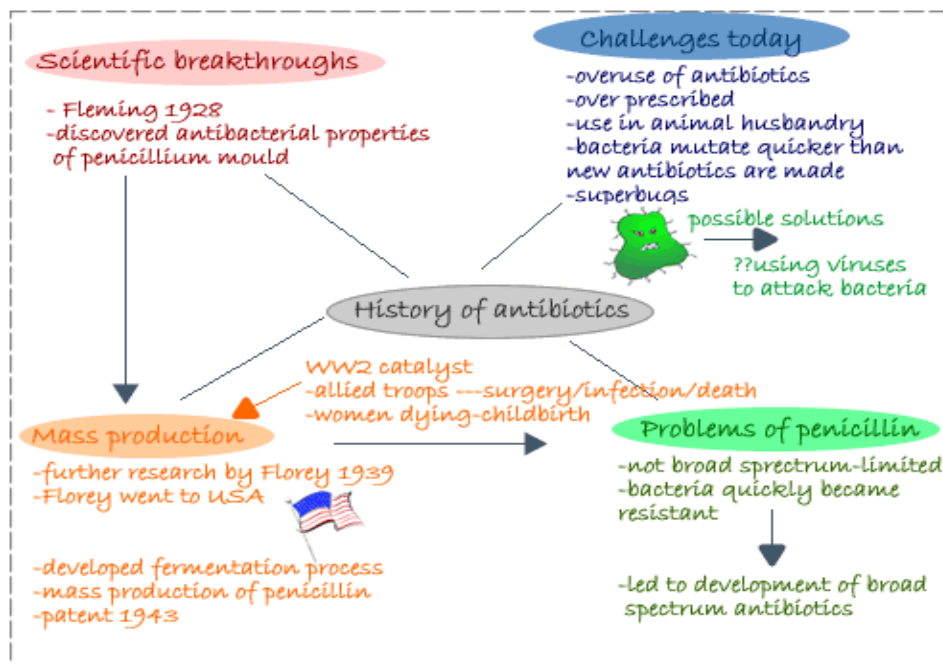 Scientific breakthroughs
- Fleming 1928
-discovered antibacterial properties
of penicillium mould
Challenges today
-overuse of antibiotics
-over prescribed
-use in animal husbandry
-bacteria mutate quicker than
new antibiotics are made
-superbugs
possible solutions
??using viruses
to attack bacteria
History of antibiotics
WW2 catalyst
-allied troops ---surgery/infection/death
-women dying-childbirth
Mass production
-further research by Florey 1939
-Florey went to USA
-developed fermentation process
-mass production of penicillin
-patent 1943
Problems of penicillin
-not broad sprectrum-limited
-bacteria quickly became
resistant
-led to development of broad
spectrum antibiotics